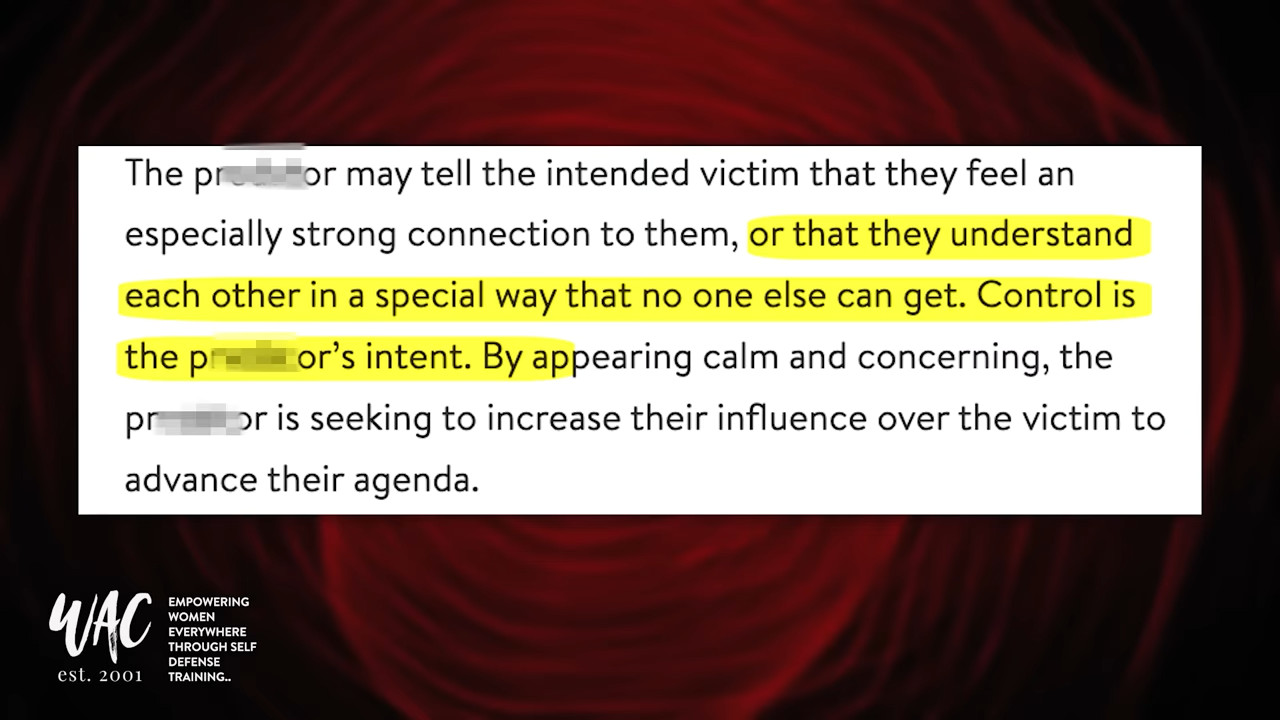 The may tell the intended victim that they feel an
especially strong connection to them, or that they understand
each other in a special way that no one else can get. Control is
the intent. By appearing calm and concerning, the
is seeking to increase their influence over the victim to
advance their agenda.
WAC
est. 2001
EMPOWERING
WOMEN
EVERYWHERE
THROUGH SELF
DEFENSE
TRAINING..